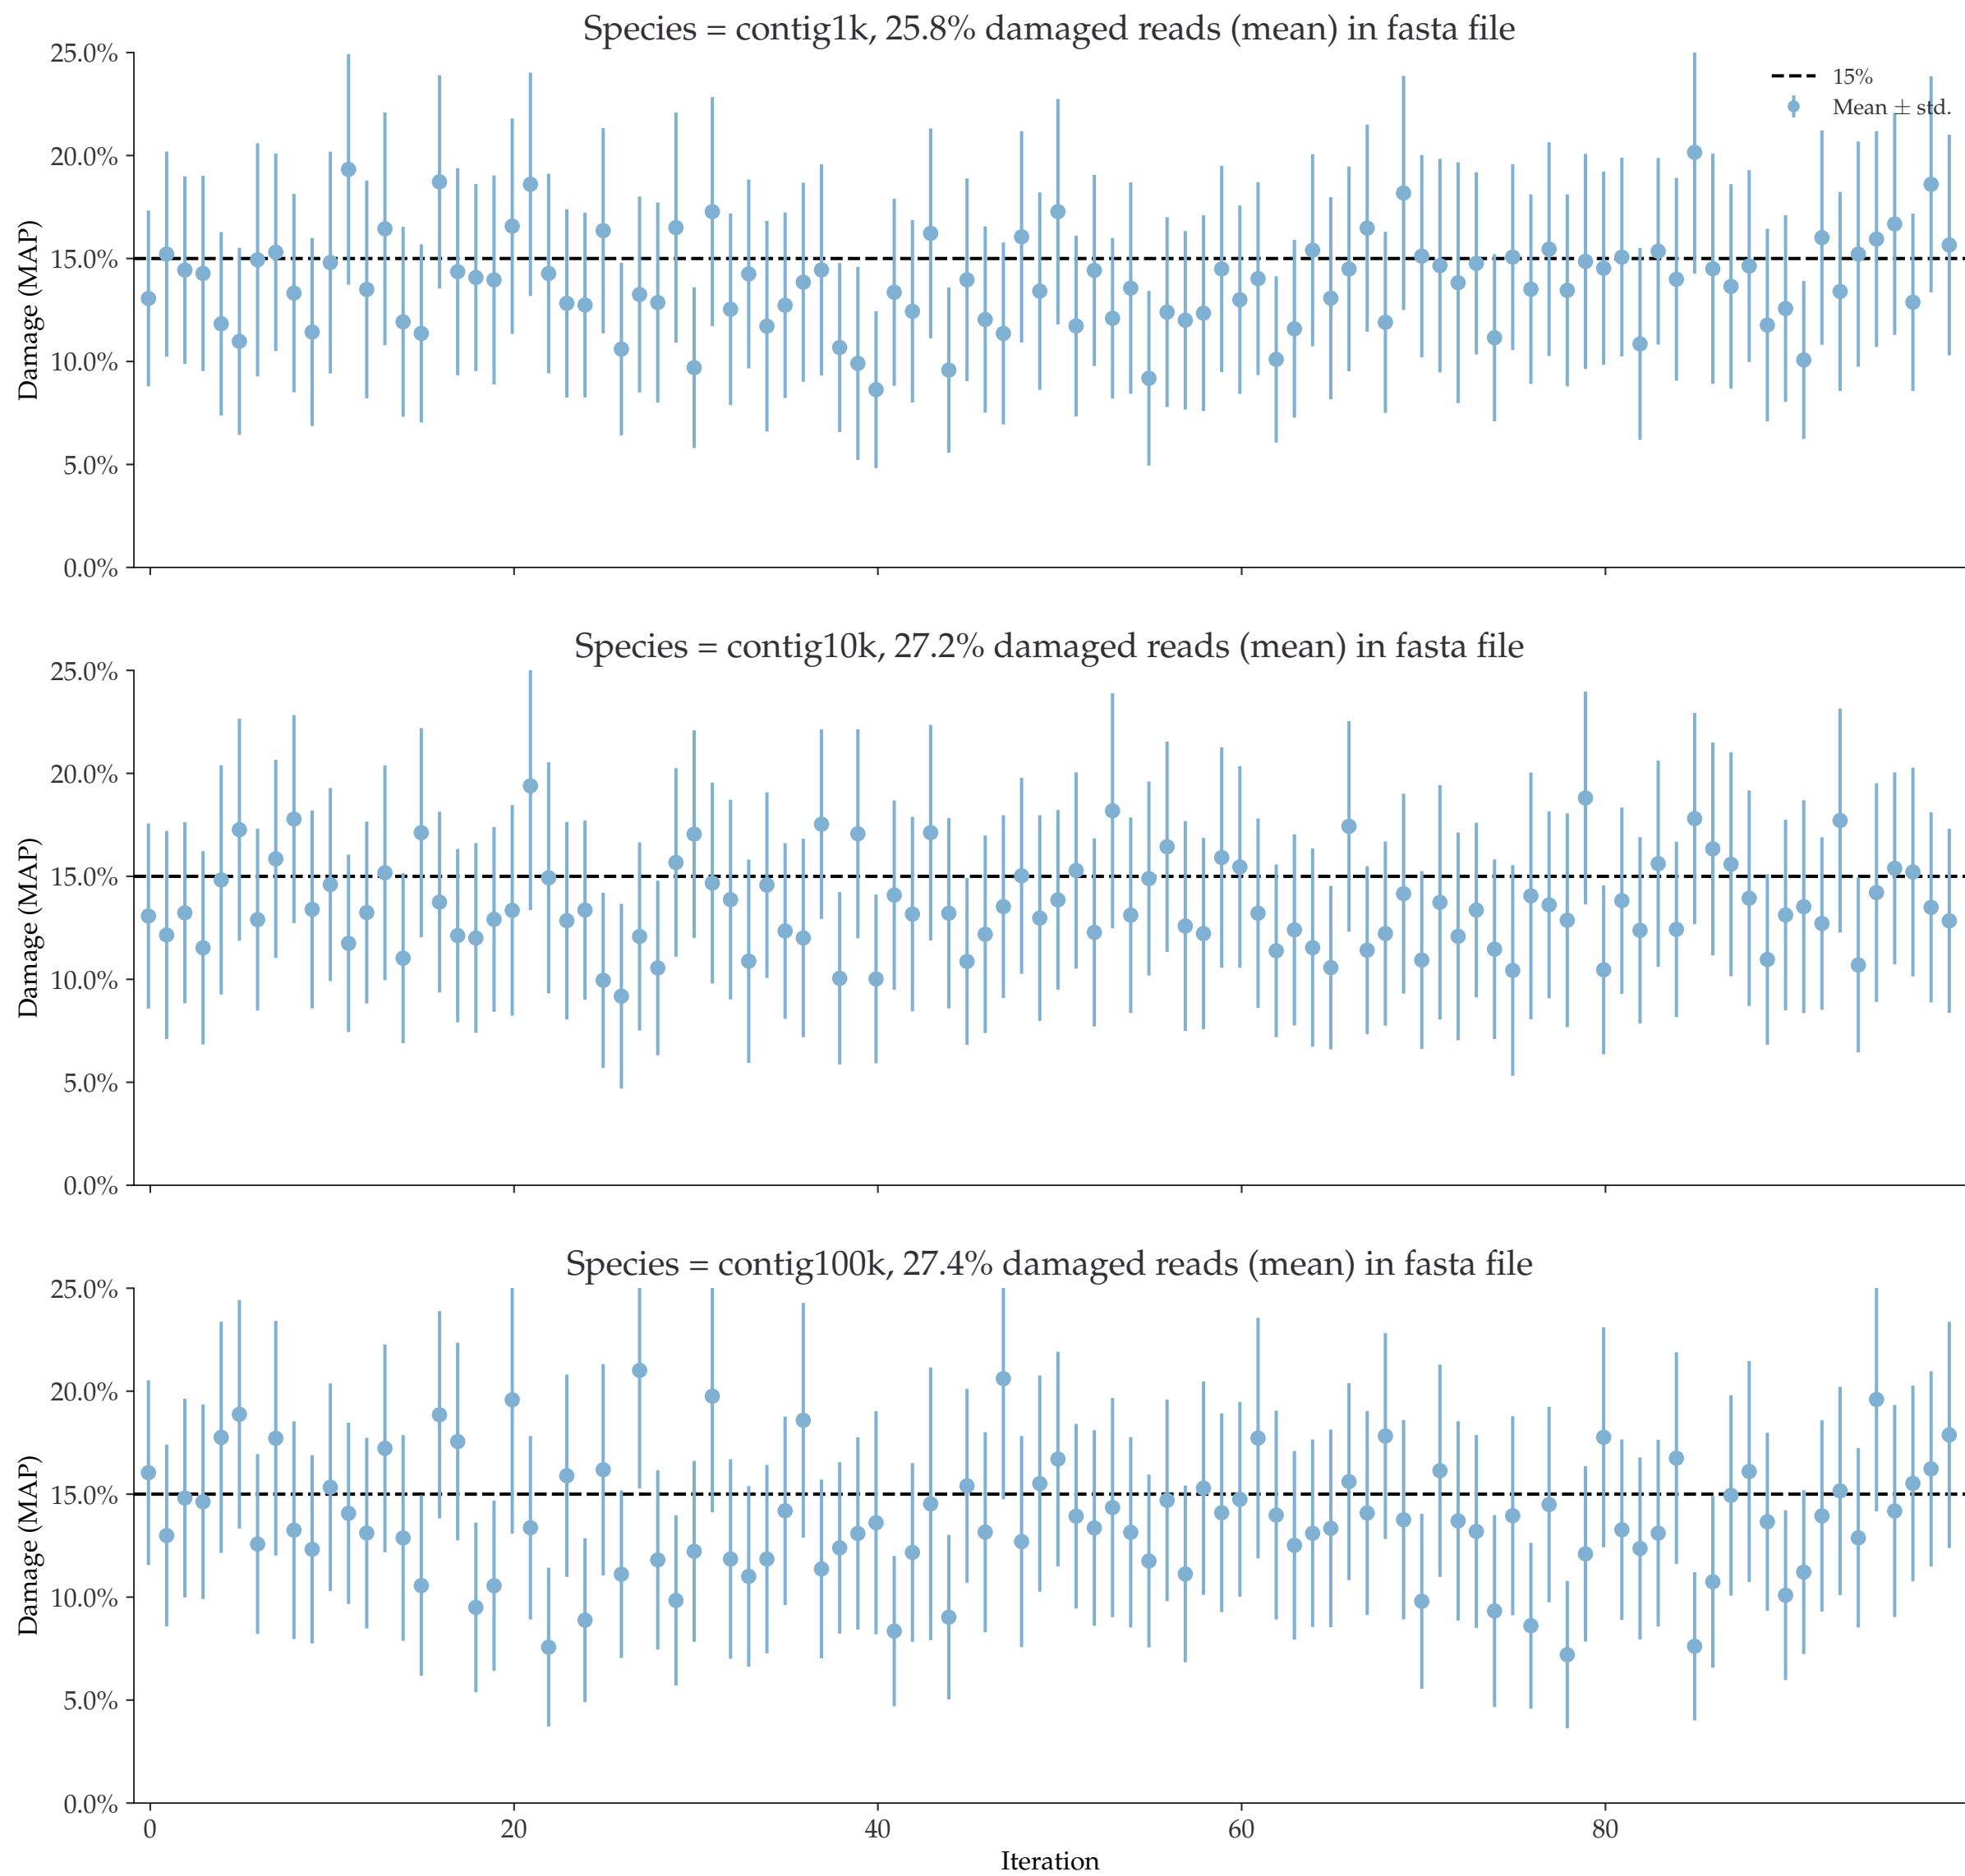 Species = contig1k, 25.8% damaged reads (mean) in fasta file
25.0%
20.0%
15.0%
10.0%
5.0%
0.0%
Damage (MAP)
15%
Mean ± std.
Species = contig10k, 27.2% damaged reads (mean) in fasta file
25.0%
20.0%
15.0%
10.0%
5.0%
0.0%
Damage (MAP)
Species = contig100k, 27.4% damaged reads (mean) in fasta file
25.0%
20.0%
15.0%
10.0%
5.0%
0.0%
Damage (MAP)
0 20 40 60 80
Iteration